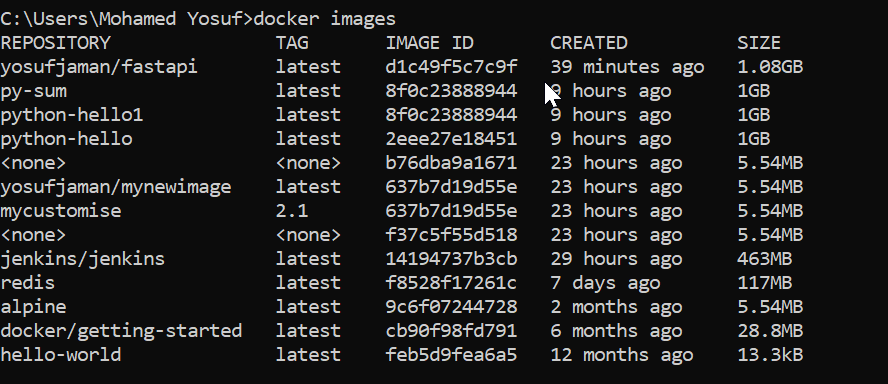 C:\Users\Mohamed Yosuf>docker images
REPOSITORY TAG IMAGE ID CREATED SIZE
yosufjaman/fastapi latest d1c49f5c7c9f 39 minutes ago 1.08GB
py-sum latest 8f0c23888944 9 hours ago 1GB
python-hello1 latest 8f0c23888944 9 hours ago 1GB
python-hello latest 2eee27e18451 9 hours ago 1GB
<none> <none> b76dba9a1671 23 hours ago 5.54MB
yosufjaman/mynewimage latest 637b7d19d55e 23 hours ago 5.54MB
mycustomise 2.1 637b7d19d55e 23 hours ago 5.54MB
<none> <none> f37c5f55d518 23 hours ago 5.54MB
jenkins/jenkins latest 14194737b3cb 29 hours ago 463MB
redis latest f8528f17261c 7 days ago 117MB
alpine latest 9c6f07244728 2 months ago 5.54MB
docker/getting-started latest cb90f98fd791 6 months ago 28.8MB
hello-world latest feb5d9fea6a5 12 months ago 13.3kB